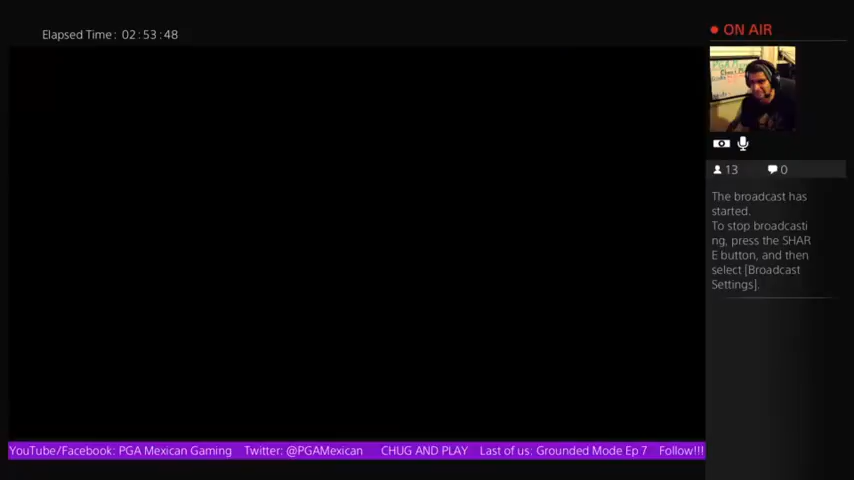 Elapsed Time: 02:53:48
ON AIR
13
0
The broadcast has
started.
To stop broadcasti
ng, press the SHAR
E button, and then
select [Broadcast
Settings].
YouTube/Facebook: PGA Mexican Gaming Twitter: @PGAMexican CHUG AND PLAY Last of us: Grounded Mode Ep 7 Follow!!!